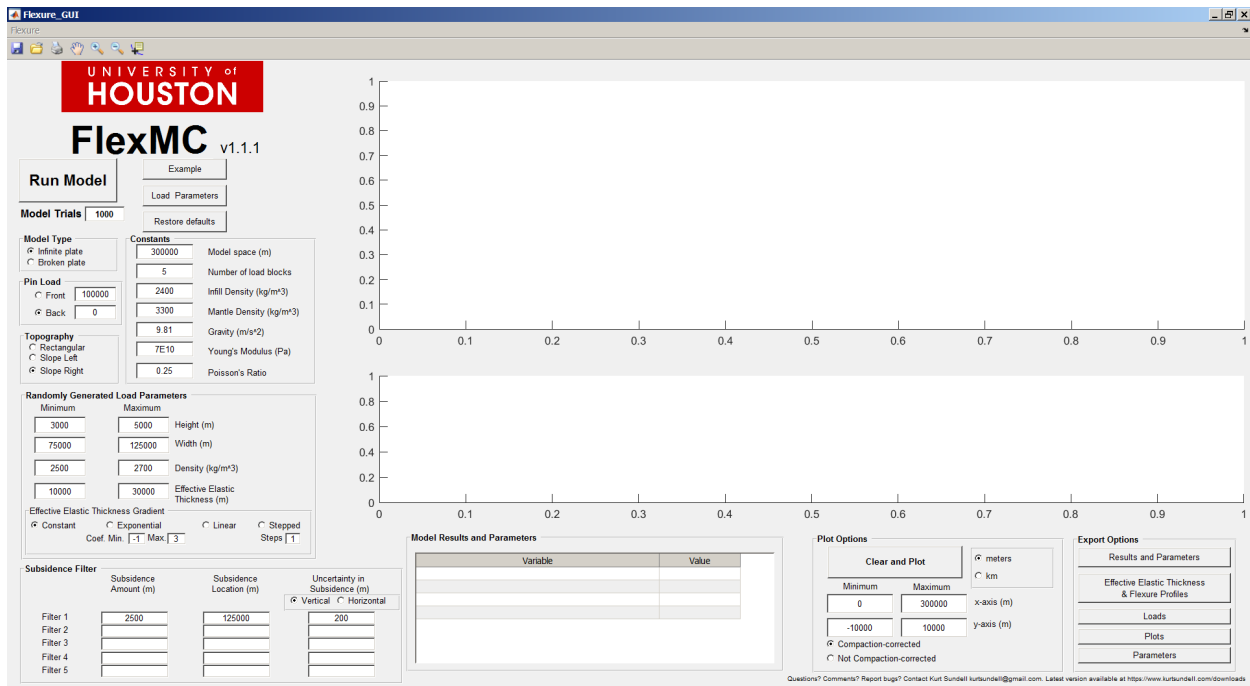 Flexure_GUI
Flexure
UNIVERSITY of
HOUSTON
FlexMC v1.1.1
Run Model
Example
Load Parameters
Restore defaults
Model Trials 1000
Model Type
Infinite plate
Broken plate
Pin Load
Front 100000
Back 0
Topography
Rectangular
Slope Left
Slope Right
Constants
300000 Model space (m)
5 Number of load blocks
2400 Infill Density (kg/m^3)
3300 Mantle Density (kg/m^3)
9.81 Gravity (m/s^2)
7E10 Young's Modulus (Pa)
0.25 Poisson's Ratio
Randomly Generated Load Parameters
Minimum Maximum
3000 5000 Height (m)
75000 125000 Width (m)
2500 2700 Density (kg/m^3)
10000 30000 Effective Elastic
Thickness (m)
Effective Elastic Thickness Gradient
Constant Exponential Linear Stepped
Coef. Min. -1 Max. 3 Steps 1
Subsidence Filter
Subsidence Subsidence Uncertainty in
Amount (m) Location (m) Subsidence (m)
Vertical Horizontal
Filter 1 2500 125000 200
Filter 2
Filter 3
Filter 4
Filter 5
1
0.9
0.8
0.7
0.6
0.5
0.4
0.3
0.2
0.1
0
0 0.1 0.2 0.3 0.4 0.5 0.6 0.7 0.8 0.9 1
1
0.8
0.6
0.4
0.2
0
0 0.1 0.2 0.3 0.4 0.5 0.6 0.7 0.8 0.9 1
Model Results and Parameters
Variable Value
Plot Options
Clear and Plot
meters
km
Minimum Maximum
0 300000 x-axis (m)
-10000 10000 y-axis (m)
Compaction-corrected
Not Compaction-corrected
Export Options
Results and Parameters
Effective Elastic Thickness
& Flexure Profiles
Loads
Plots
Parameters
Questions? Comments? Report bugs? Contact Kurt Sundell kurtsundell@gmail.com. Latest version available at https://www.kurtsundell.com/downloads